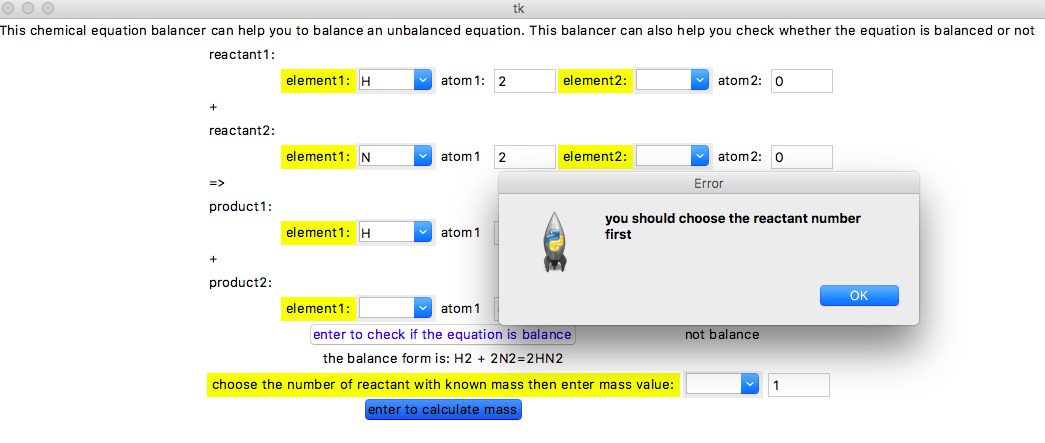 tk
This chemical equation balancer can help you to balance an unbalanced equation. This balancer can also help you check whether the equation is balanced or not
reactant1:
element1: H atom1: 2 element2: atom2: 0
+
reactant2:
element1: N atom1 2 element2: atom2: 0
=>
product1:
element1: H atom1
+
product2:
element1: atom1
Error
you should choose the reactant number
first
OK
enter to check if the equation is balance not balance
the balance form is: H2 + 2N2=2HN2
choose the number of reactant with known mass then enter mass value: 1
enter to calculate mass